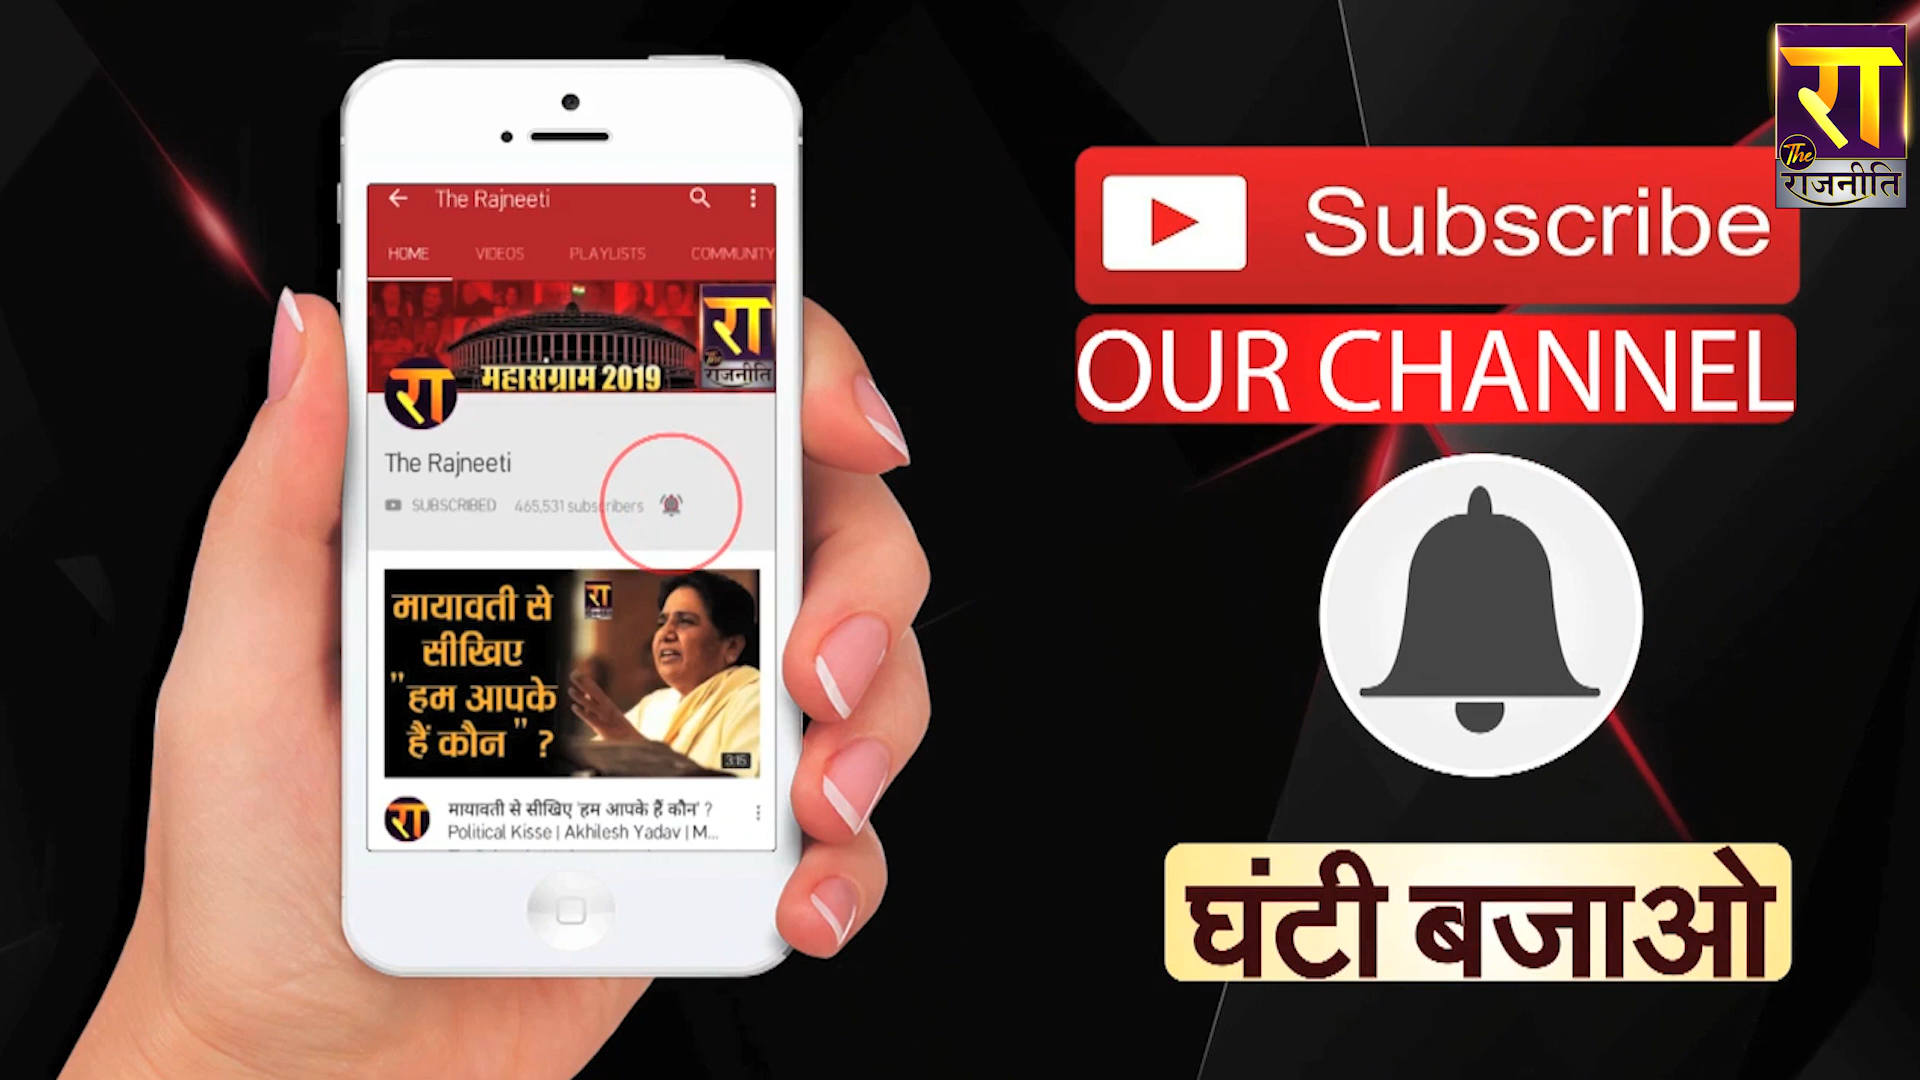 The Rajneeti
HOME VIDEOS PLAYLISTS COMMUNITY
रा
The
राजनीति
महासंग्राम 2019
रा
The Rajneeti
SUBSCRIBED 465,531 subscribers
मायावती से
सीखिए
"हम आपके
हैं कौन" ?
रा
3:15
रा
मायावती से सीखिए 'हम आपके हैं कौन' ?
Political Kisse | Akhilesh Yadav | M...
रा
The
राजनीति
Subscribe
OUR CHANNEL
घंटी बजाओ